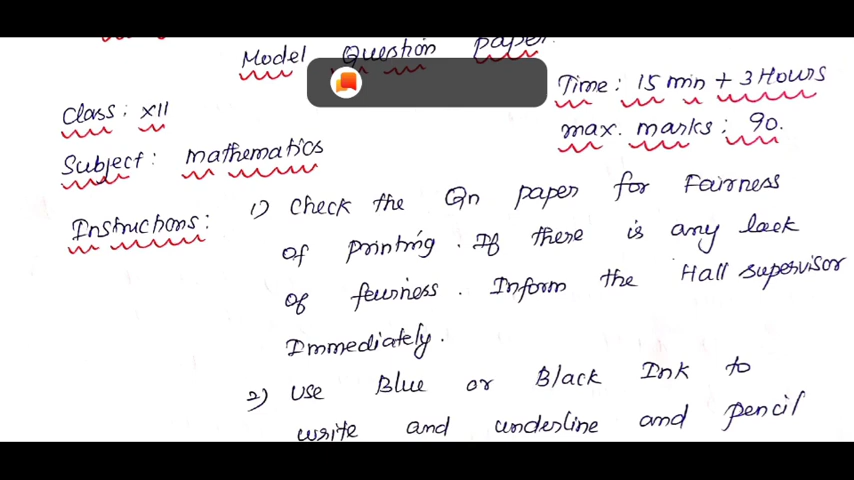 Model Question paper.
Time: 15 min + 3 Hours
Class: XII
max. marks: 90.
Subject: mathematics
Instructions: 1) Check the Qn paper for Fairness
of printing. If there is any lack
of fewiness. Inform the Hall supervisor
Immediately.
2) Use Blue or Black Ink to
write and underline and pencil